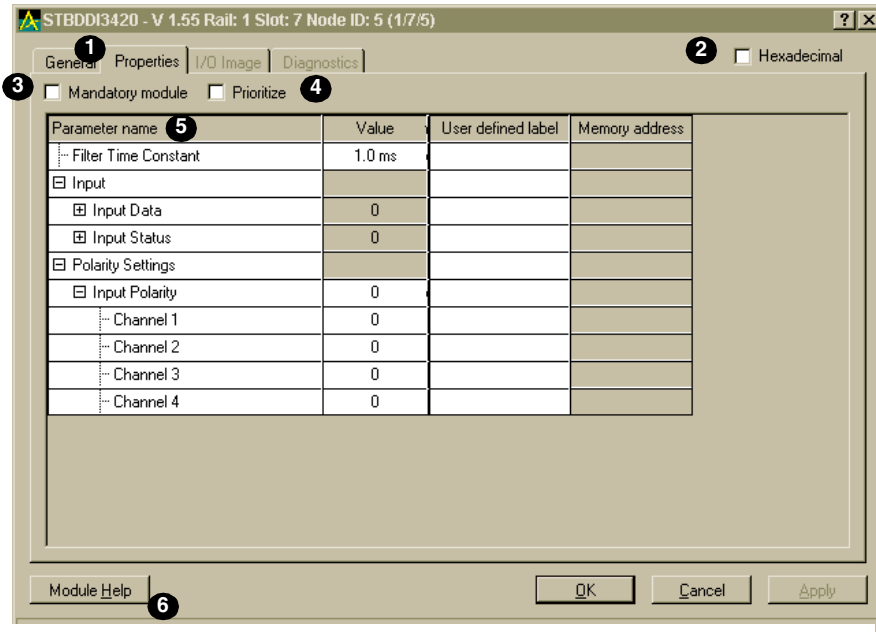 STBDDI3420 - V 1.55 Rail: 1 Slot: 7 Node ID: 5 (1/7/5) ? x
1 2
General Properties I/O Image Diagnostics Hexadecimal
3 Mandatory module Prioritize 4
Parameter name 5 Value User defined label Memory address
Filter Time Constant 1.0 ms
Input
Input Data 0
Input Status 0
Polarity Settings
Input Polarity 0
Channel 1 0
Channel 2 0
Channel 3 0
Channel 4 0
Module Help OK Cancel Apply
6